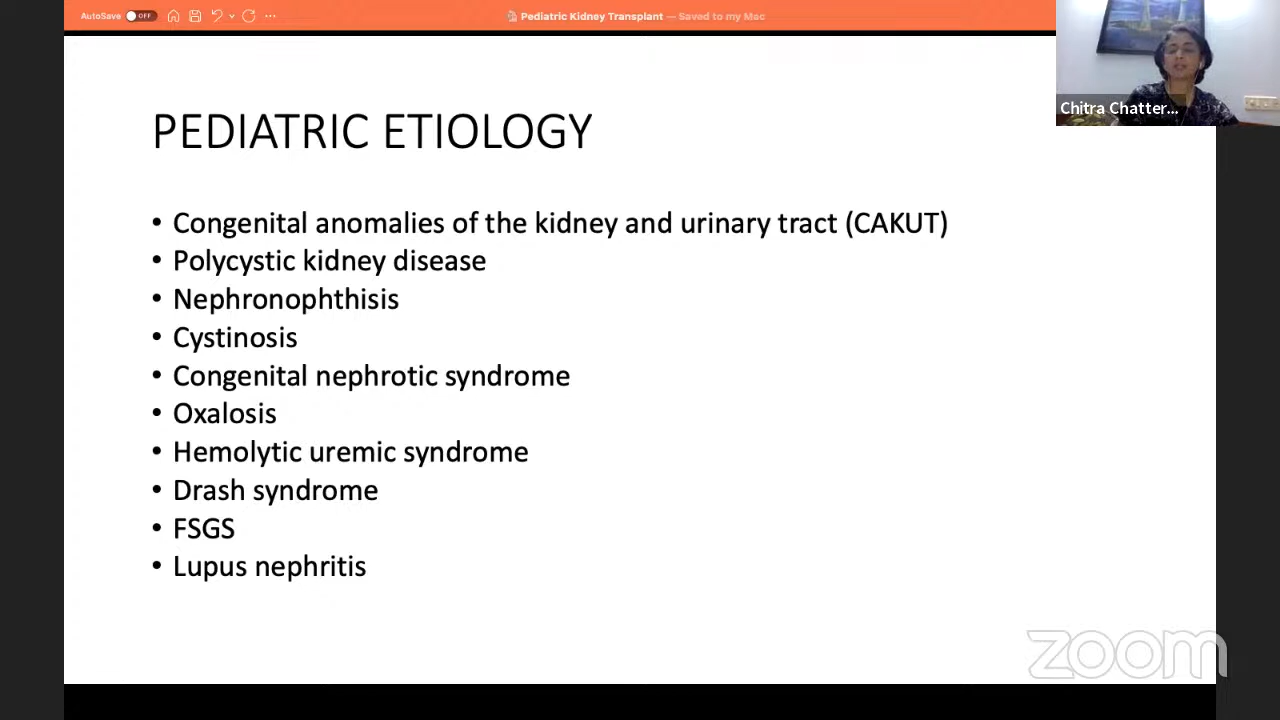 AutoSave OFF
Pediatric Kidney Transplant — Saved to my Mac
Chitra Chatter...
PEDIATRIC ETIOLOGY
• Congenital anomalies of the kidney and urinary tract (CAKUT)
• Polycystic kidney disease
• Nephronophthisis
• Cystinosis
• Congenital nephrotic syndrome
• Oxalosis
• Hemolytic uremic syndrome
• Drash syndrome
• FSGS
• Lupus nephritis
zoom